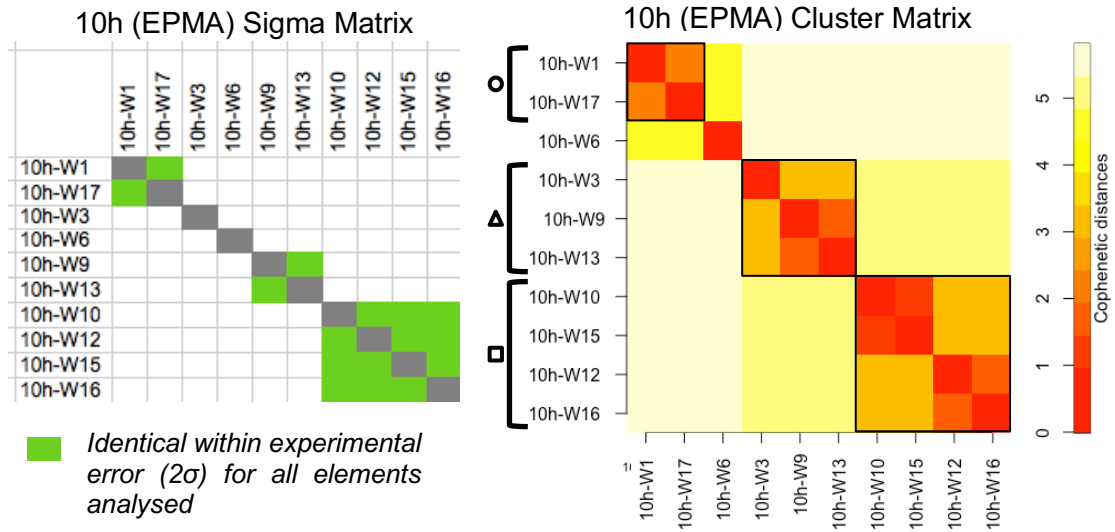 10h (EPMA) Sigma Matrix
10h-W1
10h-W17
10h-W3
10h-W6
10h-W9
10h-W13
10h-W10
10h-W12
10h-W15
10h-W16
10h-W1
10h-W17
10h-W3
10h-W6
10h-W9
10h-W13
10h-W10
10h-W12
10h-W15
10h-W16
Identical within experimental
error (2σ) for all elements
analysed
10h (EPMA) Cluster Matrix
10h-W1
10h-W17
10h-W6
10h-W3
10h-W9
10h-W13
10h-W10
10h-W15
10h-W12
10h-W16
10h-W1
10h-W17
10h-W6
10h-W3
10h-W9
10h-W13
10h-W10
10h-W15
10h-W12
10h-W16
5
4
3
2
1
0
Cophenetic distances